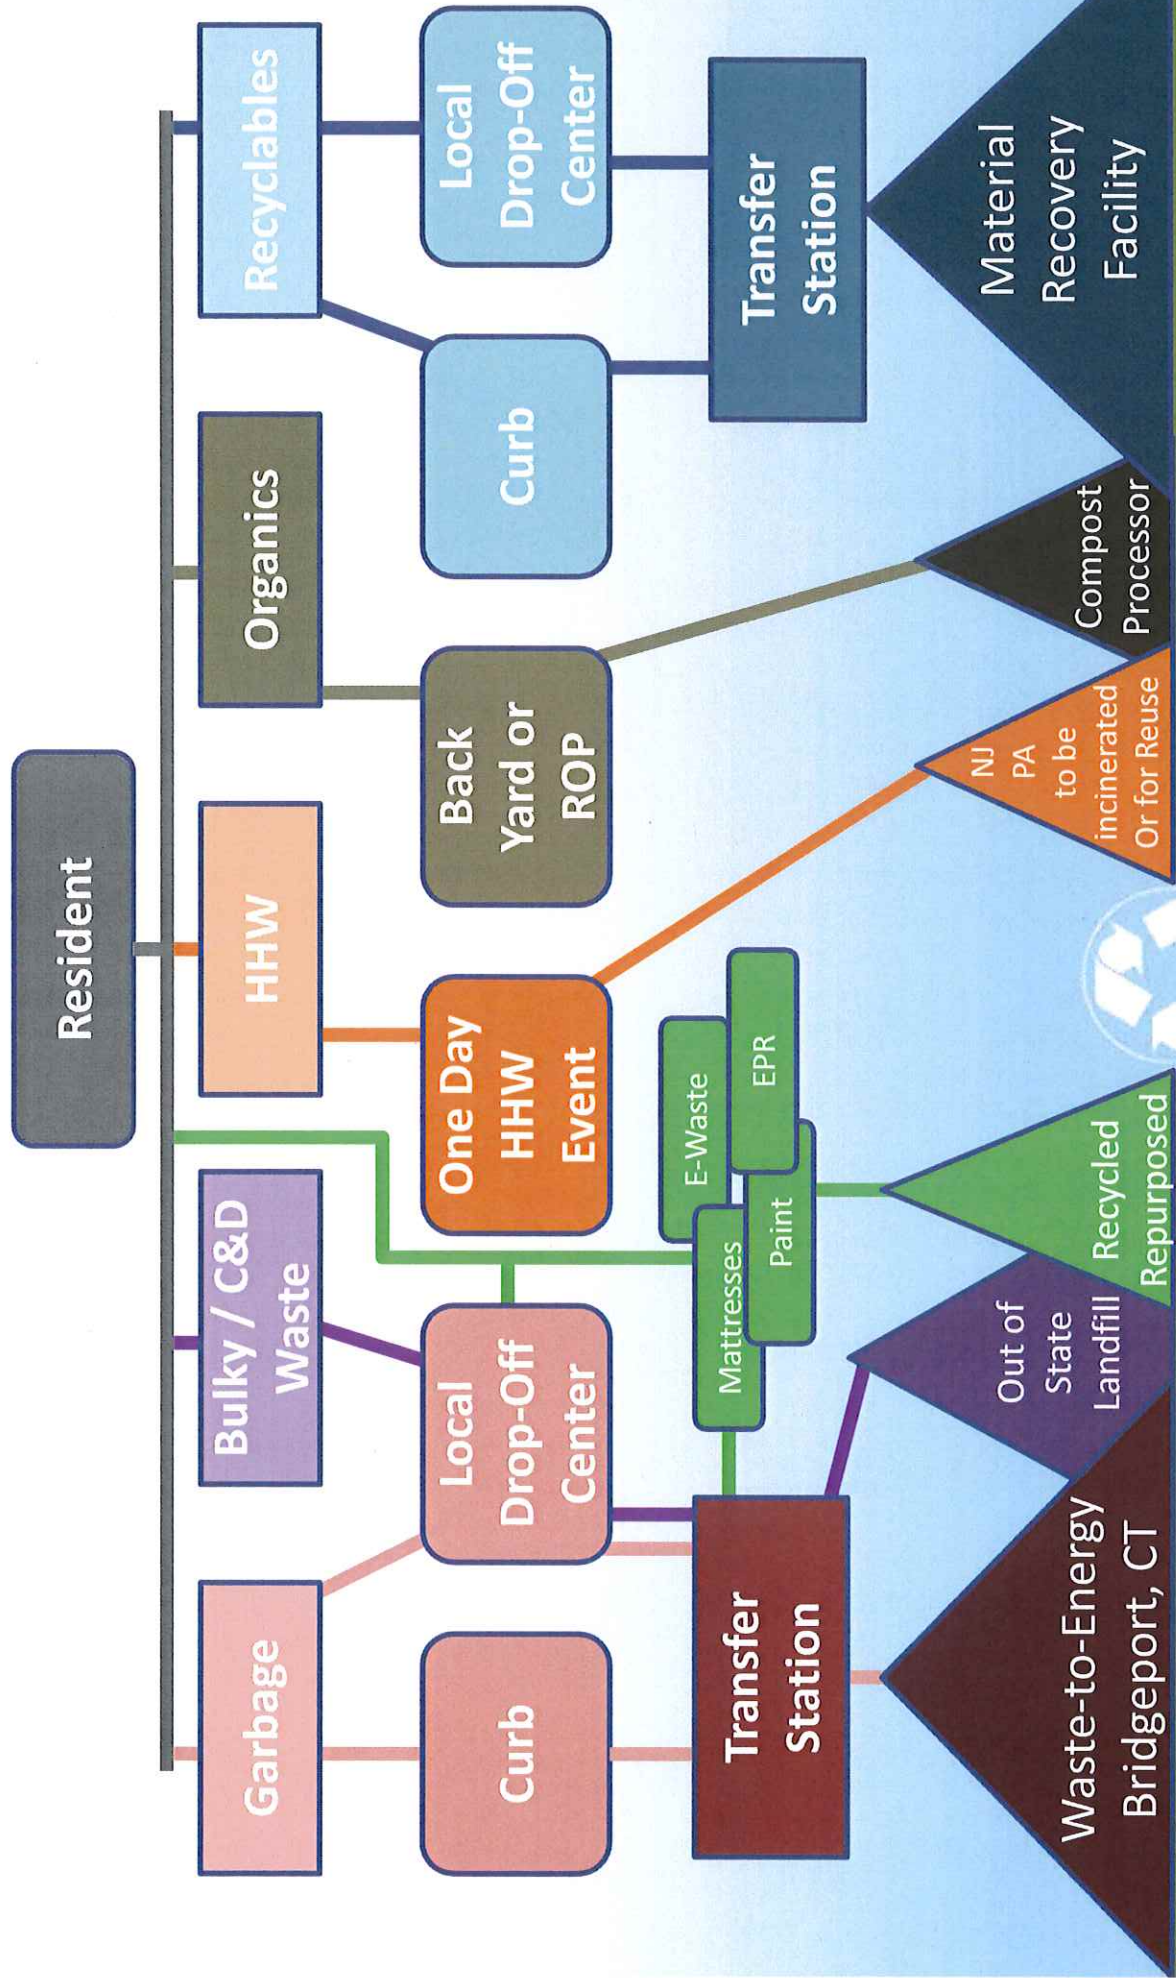 Resident
Garbage
Bulky / C&D
Waste
HHW
Organics
Recyclables
Curb
Local
Drop-Off
Center
One Day
HHW
Event
Back
Yard or
ROP
Curb
Local
Drop-Off
Center
Transfer
Station
Mattresses
E-Waste
Paint
EPR
Transfer
Station
Waste-to-Energy
Bridgeport, CT
Out of
State
Landfill
Recycled
Repurposed
NJ
PA
to be
incinerated
Or for Reuse
Compost
Processor
Material
Recovery
Facility